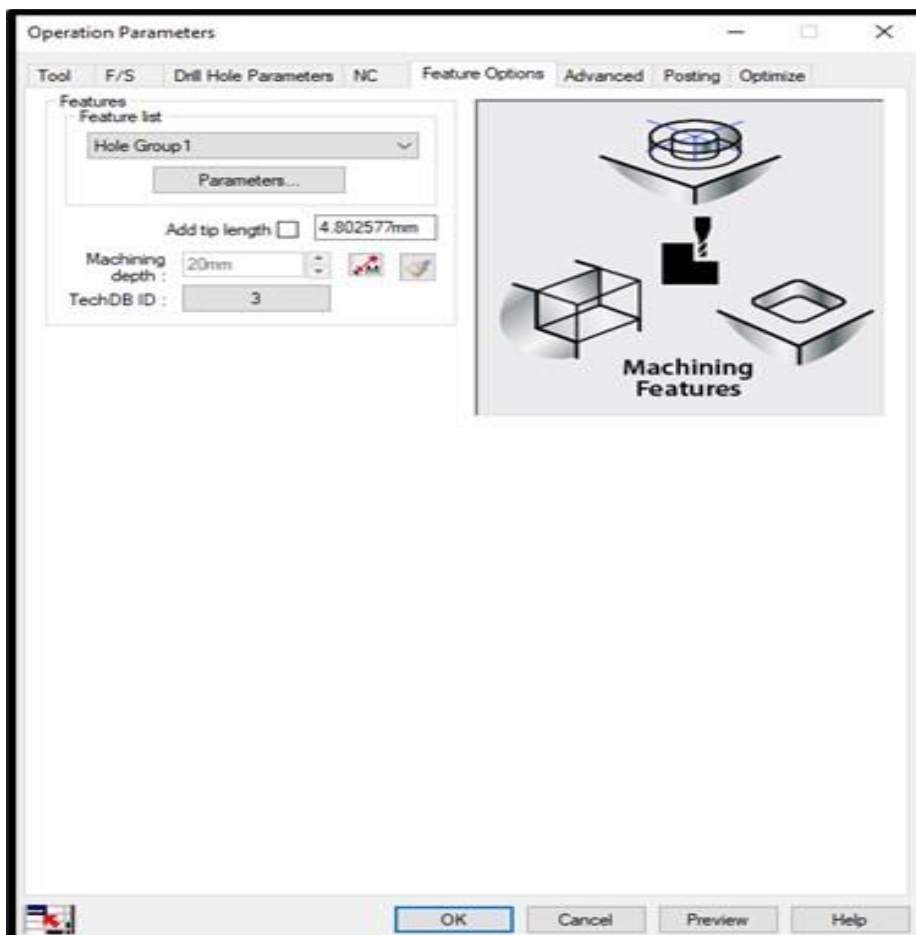 Operation Parameters
Tool F/S Drill Hole Parameters NC Feature Options Advanced Posting Optimize
Features
Feature list
Hole Group1
Parameters...
Add tip length 4.802577mm
Machining depth : 20mm
TechDB ID : 3
Machining
Features
OK Cancel Preview Help